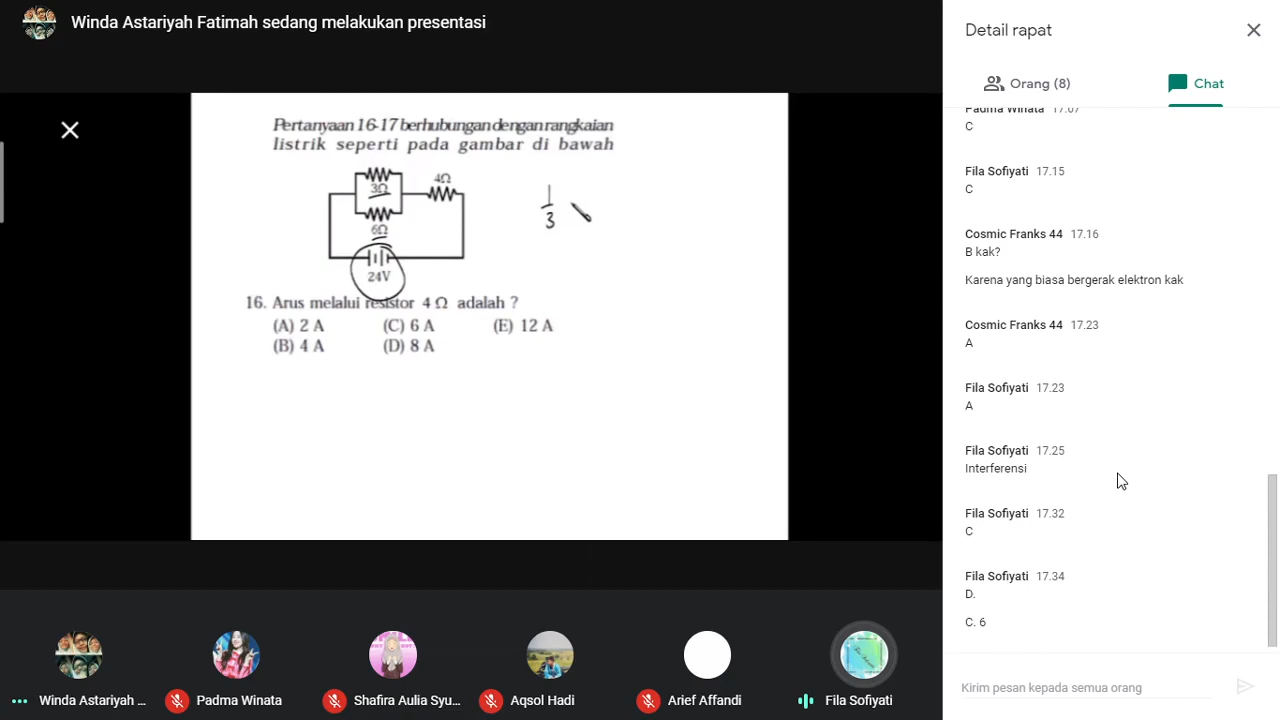 Winda Astariyah Fatimah sedang melakukan presentasi
Pertanyaan 16-17 berhubungan dengan rangkaian
listrik seperti pada gambar di bawah
3Ω
4Ω
6Ω
24V
1
3
16. Arus melalui resistor 4 Ω adalah ?
(A) 2 A (C) 6 A (E) 12 A
(B) 4 A (D) 8 A
Winda Astariyah ...
Padma Winata
Shafira Aulia Syu...
Aqsol Hadi
Arief Affandi
Fila Sofiyati
Detail rapat
Orang (8)
Chat
Padma Winata 17.07
C
Fila Sofiyati 17.15
C
Cosmic Franks 44 17.16
B kak?
Karena yang biasa bergerak elektron kak
Cosmic Franks 44 17.23
A
Fila Sofiyati 17.23
A
Fila Sofiyati 17.25
Interferensi
Fila Sofiyati 17.32
C
Fila Sofiyati 17.34
D.
C. 6
Kirim pesan kepada semua orang